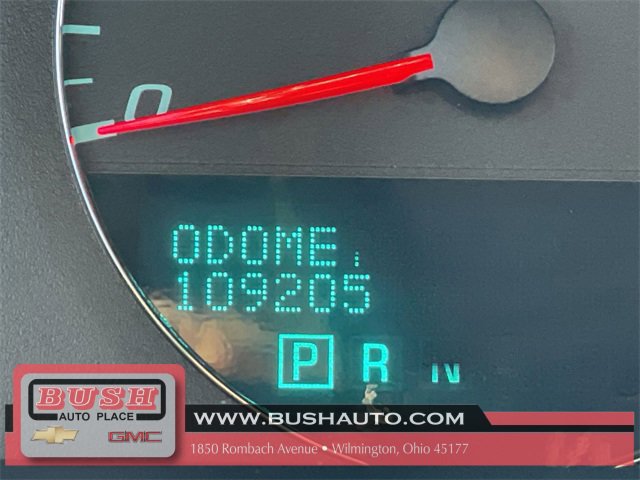 0
ODOME
109205
P R N
BUSH
AUTO PLACE
GMC
WWW.BUSHAUTO.COM
1850 Rombach Avenue • Wilmington, Ohio 45177